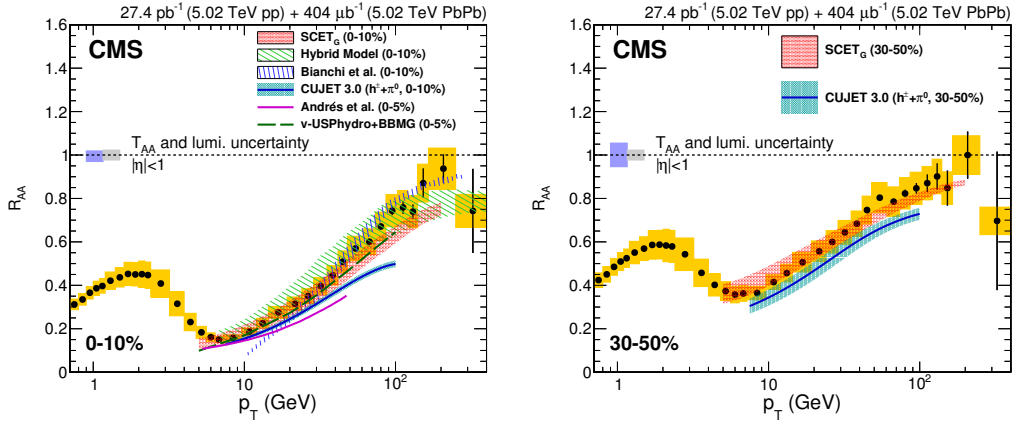 27.4 pb⁻¹ (5.02 TeV pp) + 404 μb⁻¹ (5.02 TeV PbPb)
CMS
SCET_G (0-10%)
Hybrid Model (0-10%)
Bianchi et al. (0-10%)
CUJET 3.0 (h±+π⁰, 0-10%)
Andrés et al. (0-5%)
v-USPhydro+BBMG (0-5%)
T_AA and lumi. uncertainty
|η|<1
0-10%
R_AA
1.6
1.4
1.2
1
0.8
0.6
0.4
0.2
0
1 10 10²
p_T (GeV)
27.4 pb⁻¹ (5.02 TeV pp) + 404 μb⁻¹ (5.02 TeV PbPb)
CMS
SCET_G (30-50%)
CUJET 3.0 (h±+π⁰, 30-50%)
T_AA and lumi. uncertainty
|η|<1
30-50%
R_AA
1.6
1.4
1.2
1
0.8
0.6
0.4
0.2
0
1 10 10²
p_T (GeV)